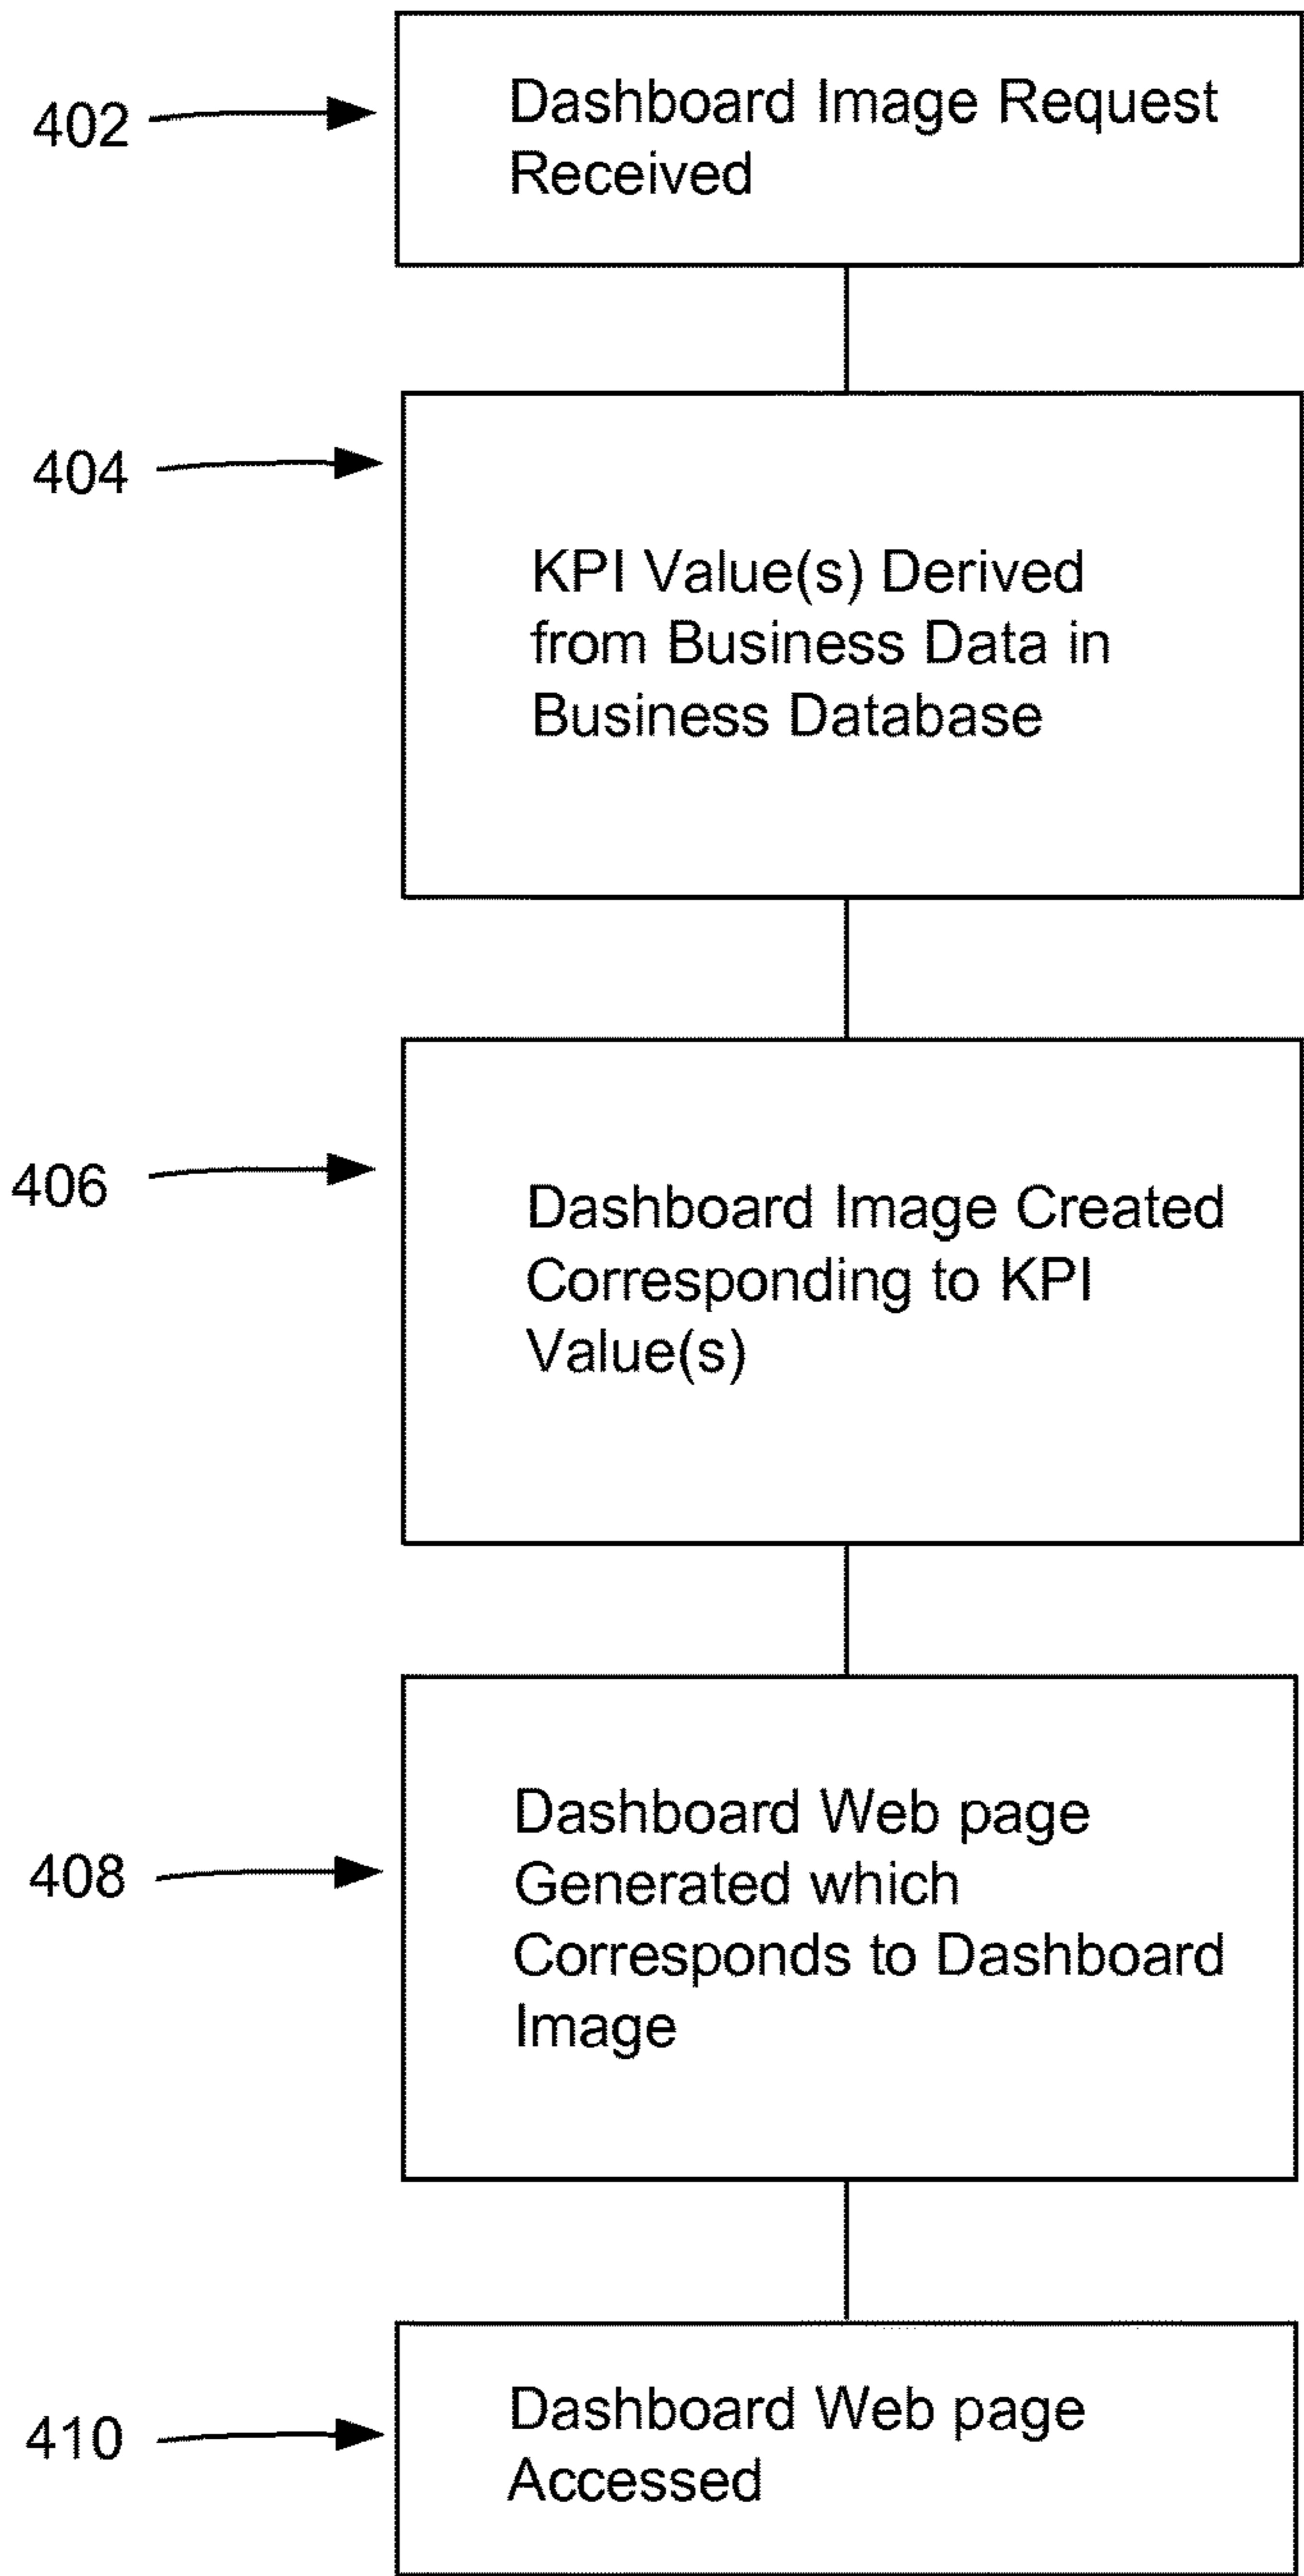 402
Dashboard Image Request
Received
404
KPI Value(s) Derived
from Business Data in
Business Database
406
Dashboard Image Created
Corresponding to KPI
Value(s)
408
Dashboard Web page
Generated which
Corresponds to Dashboard
Image
410
Dashboard Web page
Accessed